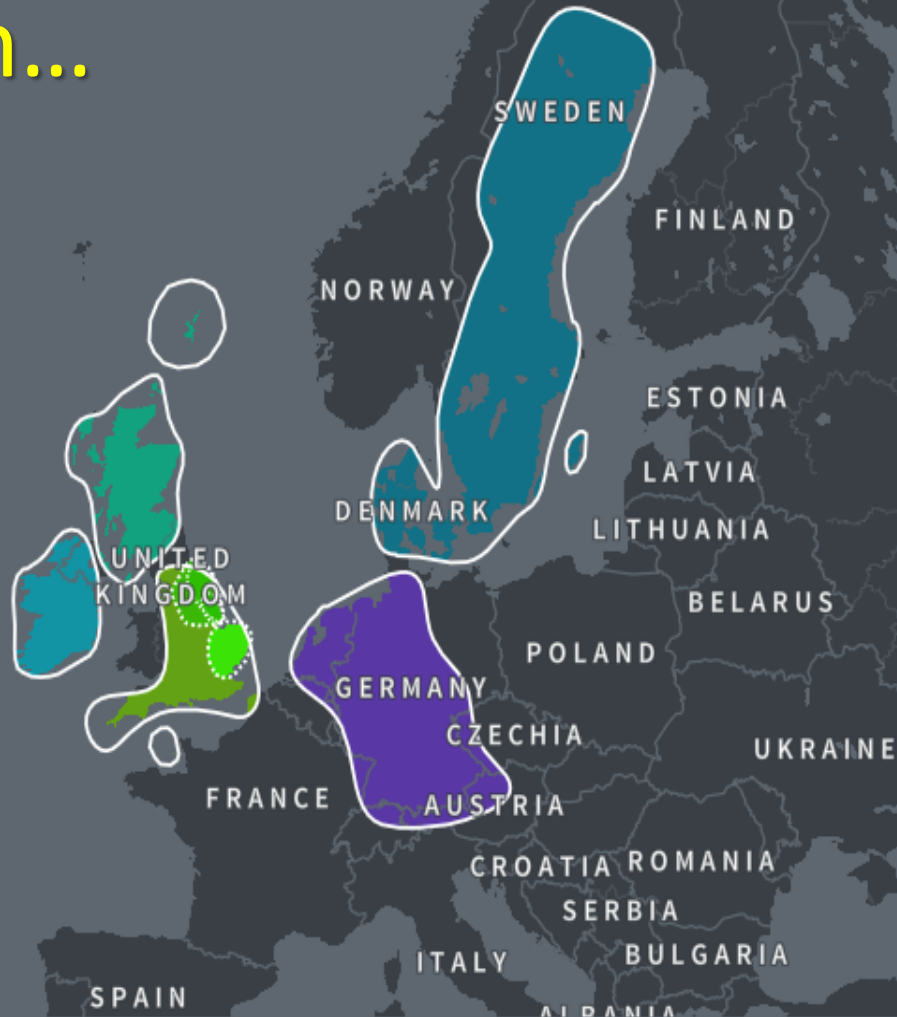 n...
SWEDEN
FINLAND
NORWAY
ESTONIA
LATVIA
DENMARK
LITHUANIA
UNITED
KINGDOM
BELARUS
POLAND
GERMANY
CZECHIA
UKRAINE
FRANCE
AUSTRIA
CROATIA
ROMANIA
SERBIA
BULGARIA
ITALY
SPAIN
ALBANIA